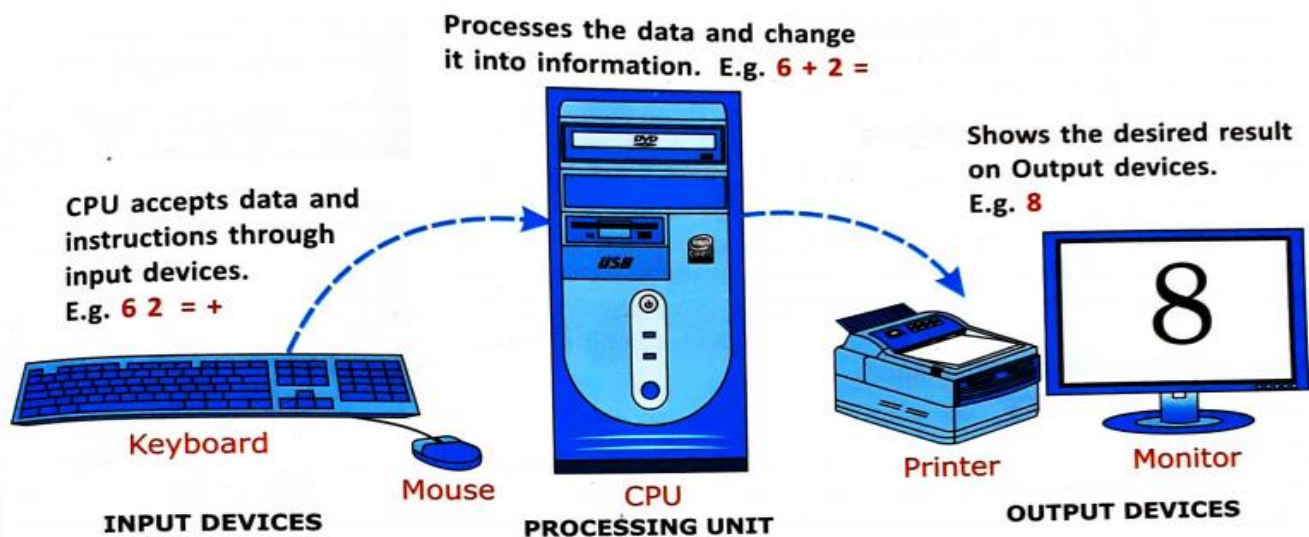 Processes the data and change
it into information. E.g. 6 + 2 =
CPU accepts data and
instructions through
input devices.
E.g. 6 2 = +
Shows the desired result
on Output devices.
E.g. 8
DVD
USB
8
Keyboard
Mouse
CPU
Printer
Monitor
INPUT DEVICES
PROCESSING UNIT
OUTPUT DEVICES